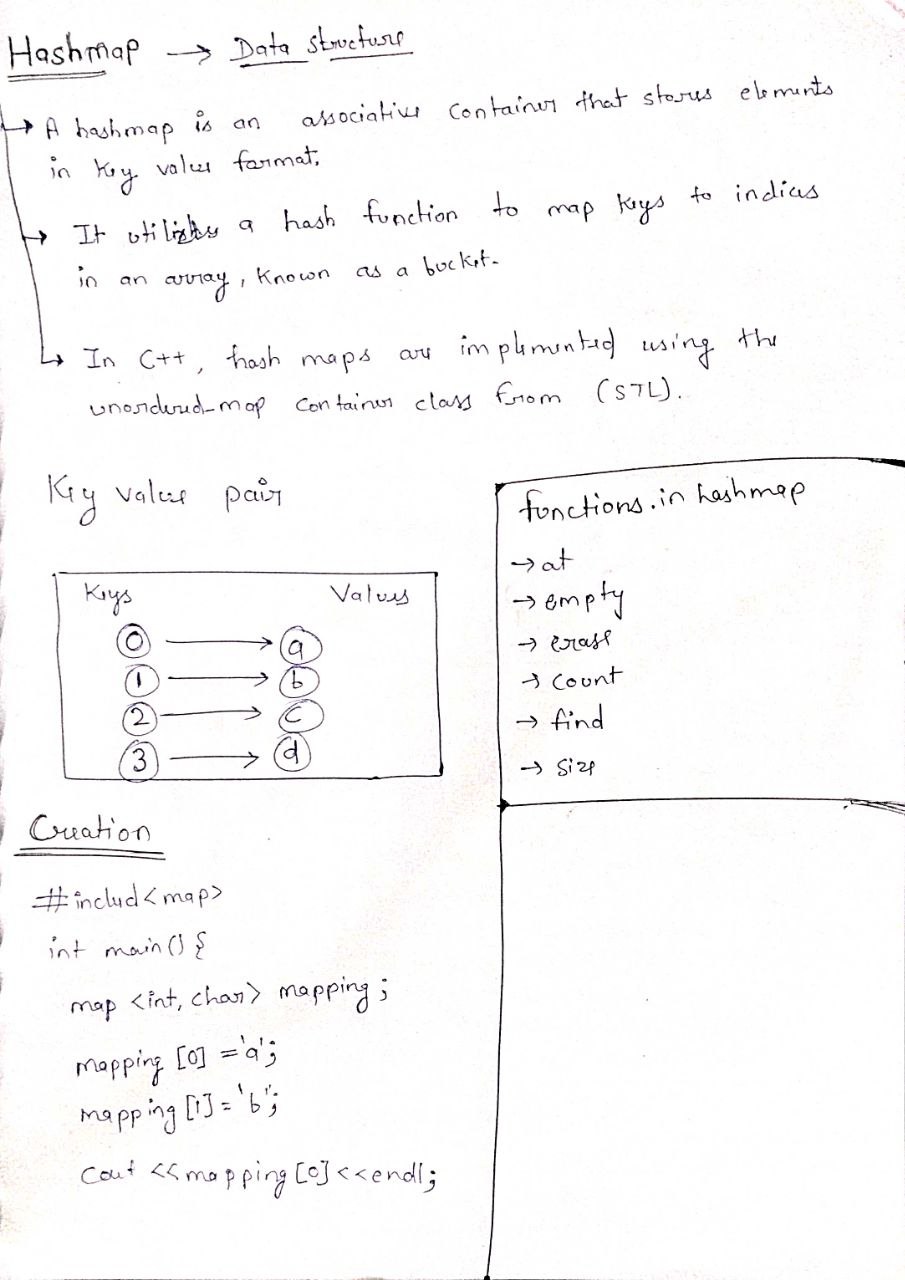 Hashmap → Data structure
→ A hashmap is an associative container that stores elements
in key value format.
→ It utilizes a hash function to map keys to indices
in an array, known as a bucket.
→ In C++, hash maps are implemented using the
unordered_map container class from (STL).
Key value pair
Keys Values
0 → a
1 → b
2 → c
3 → d
functions in hashmap
→ at
→ empty
→ erase
→ count
→ find
→ size
Creation
#includ<map>
int main() {
map <int, char> mapping;
mapping [0] = 'a';
mapping [1] = 'b';
cout <<mapping[0]<<endl;